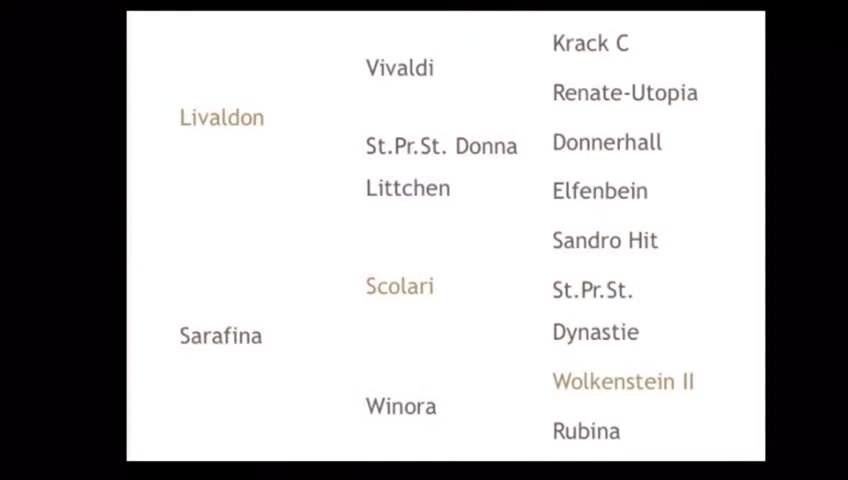 Livaldon
Sarafina
Vivaldi
St.Pr.St. Donna
Littchen
Scolari
Winora
Krack C
Renate-Utopia
Donnerhall
Elfenbein
Sandro Hit
St.Pr.St.
Dynastie
Wolkenstein II
Rubina